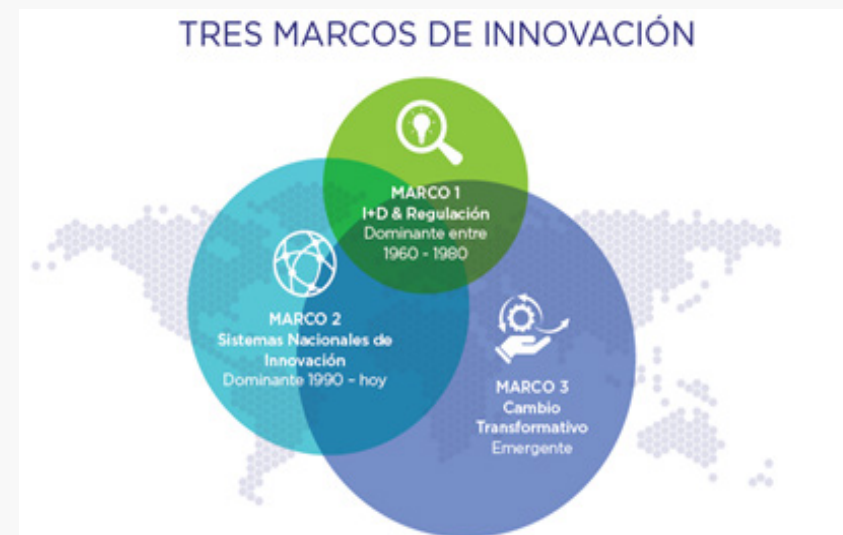 TRES MARCOS DE INNOVACIÓN
MARCO 1
I+D & Regulación
Dominante entre
1960 - 1980
MARCO 2
Sistemas Nacionales de
Innovación
Dominante 1990 - hoy
MARCO 3
Cambio
Transformativo
Emergente